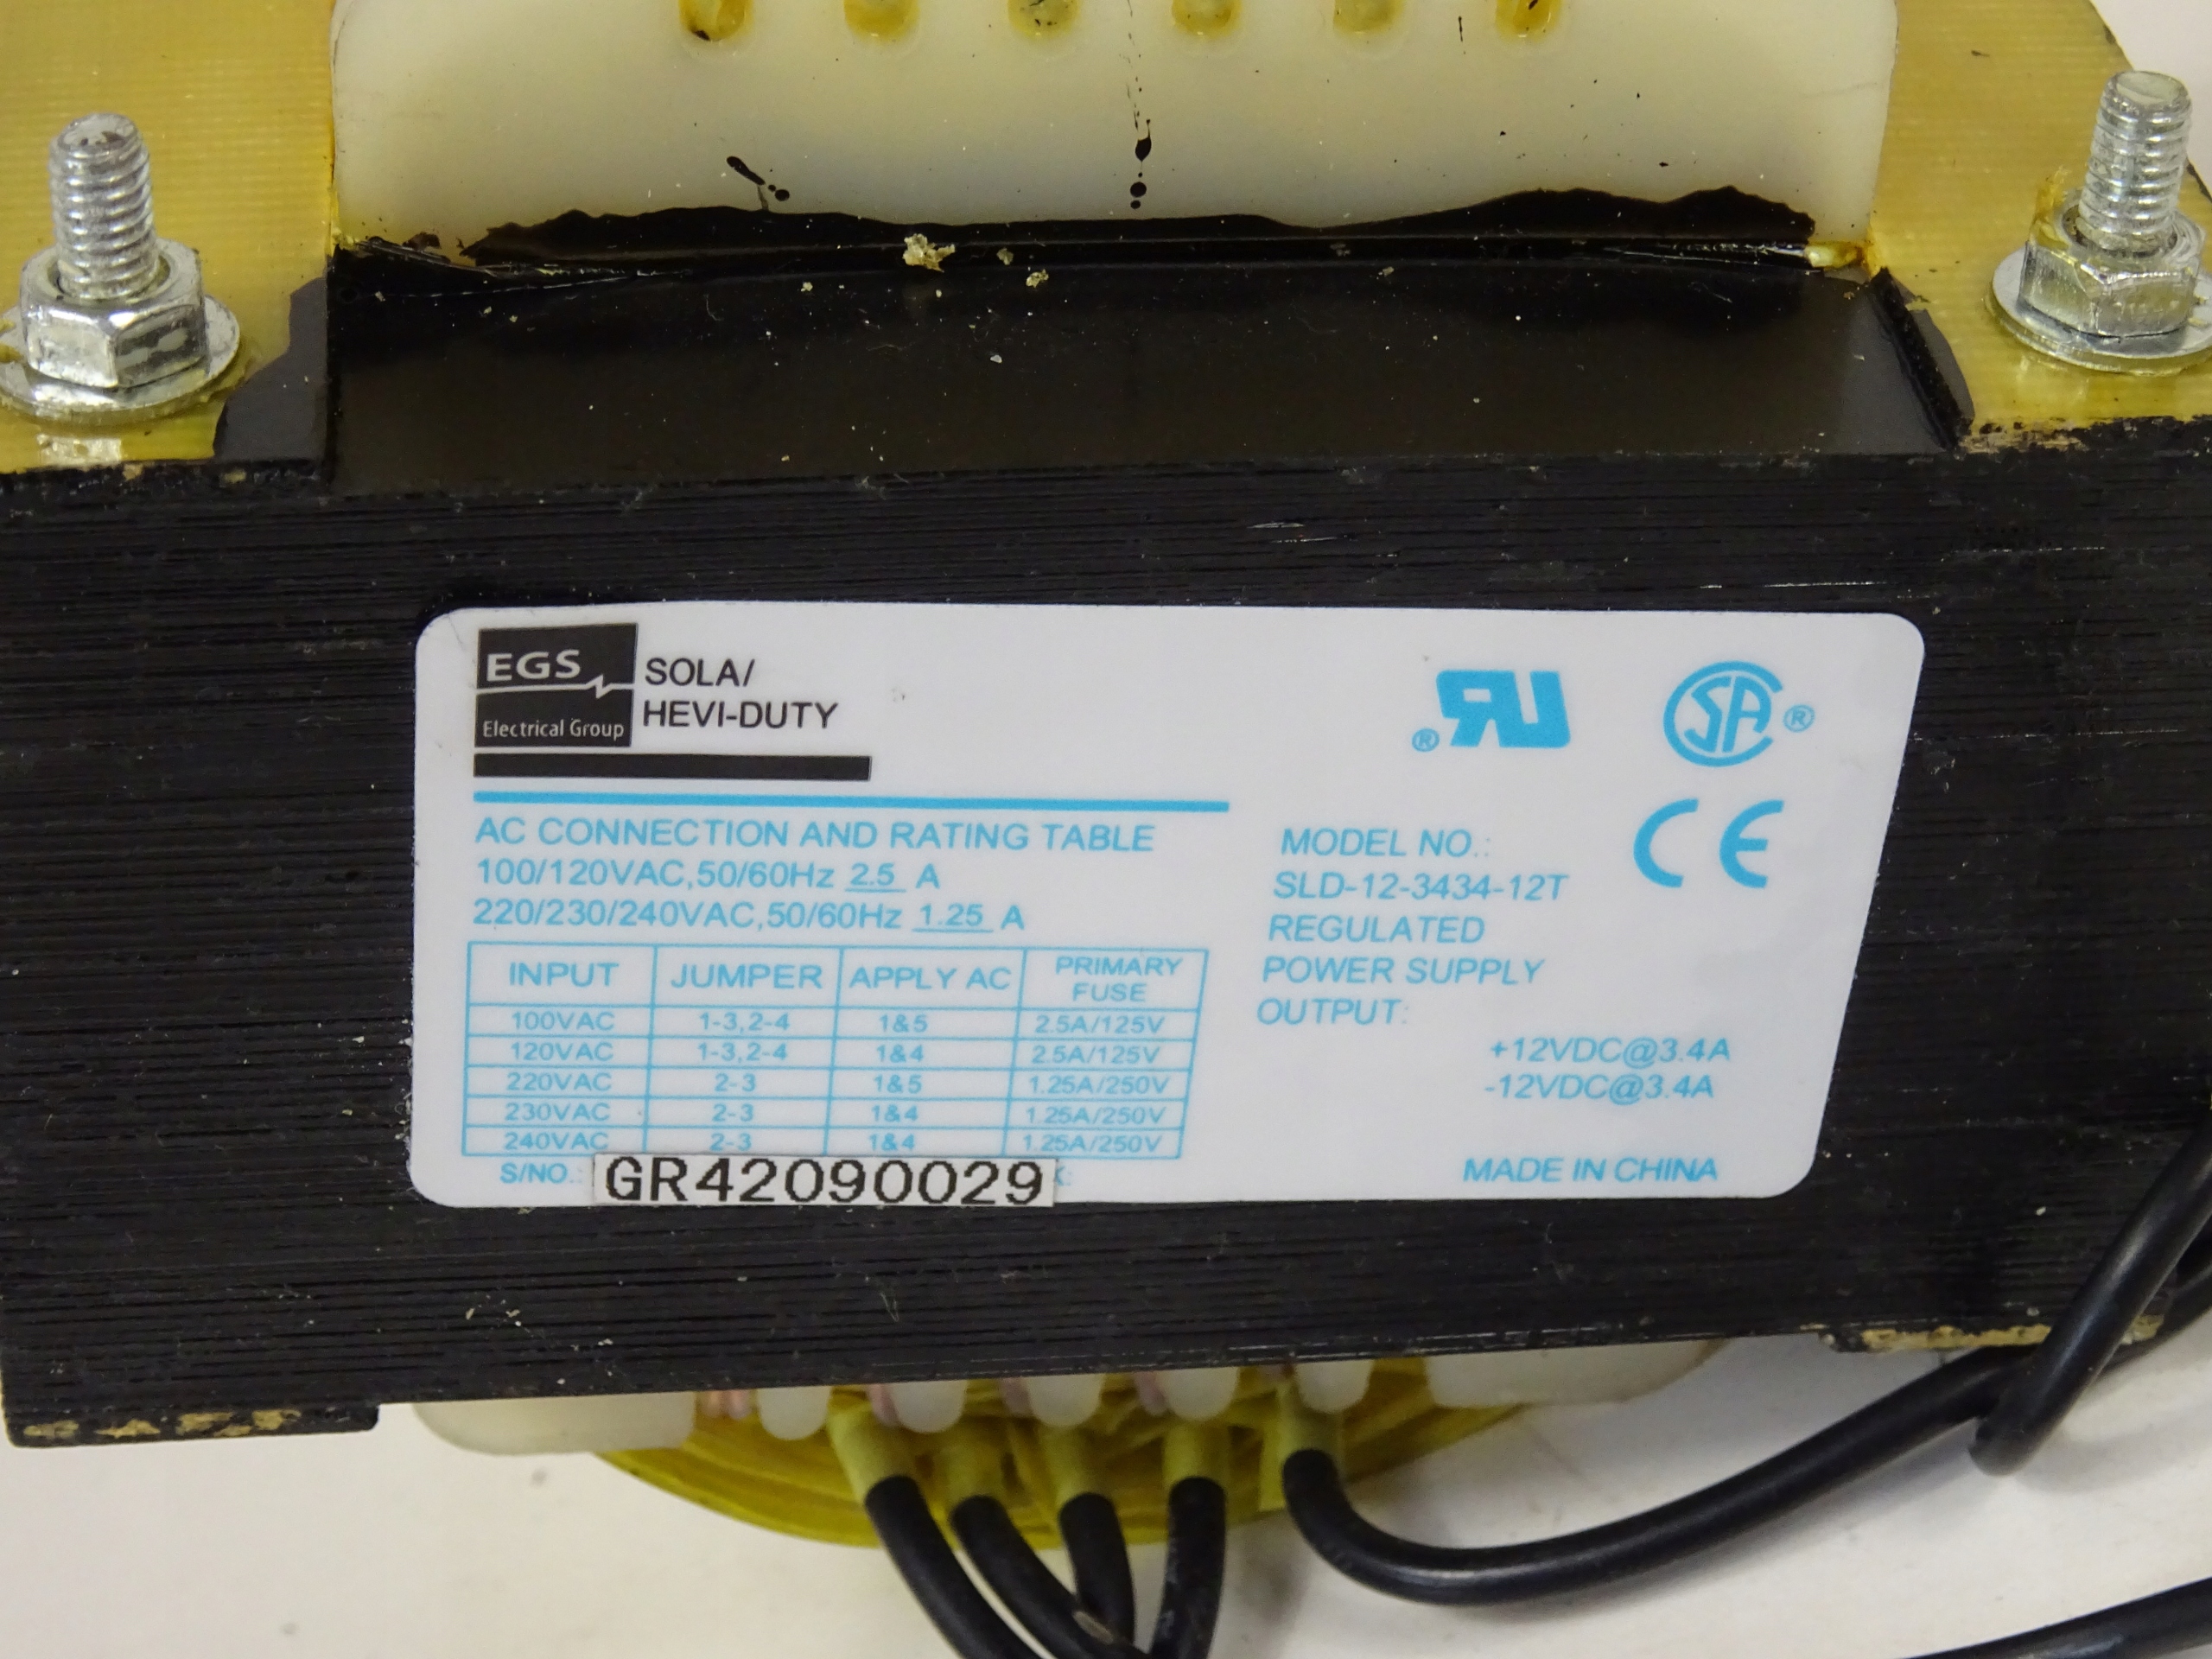 EGS
Electrical Group
SOLA/
HEVI-DUTY
AC CONNECTION AND RATING TABLE
100/120VAC,50/60Hz 2.5 A
220/230/240VAC,50/60Hz 1.25 A
INPUT JUMPER APPLY AC PRIMARY FUSE
100VAC 1-3,2-4 1&5 2.5A/125V
120VAC 1-3,2-4 1&4 2.5A/125V
220VAC 2-3 1&5 1.25A/250V
230VAC 2-3 1&4 1.25A/250V
240VAC 2-3 1&4 1.25A/250V
S/NO.: GR42090029
RU®
SA®
CE
MODEL NO.:
SLD-12-3434-12T
REGULATED
POWER SUPPLY
OUTPUT:
+12VDC@3.4A
-12VDC@3.4A
MADE IN CHINA